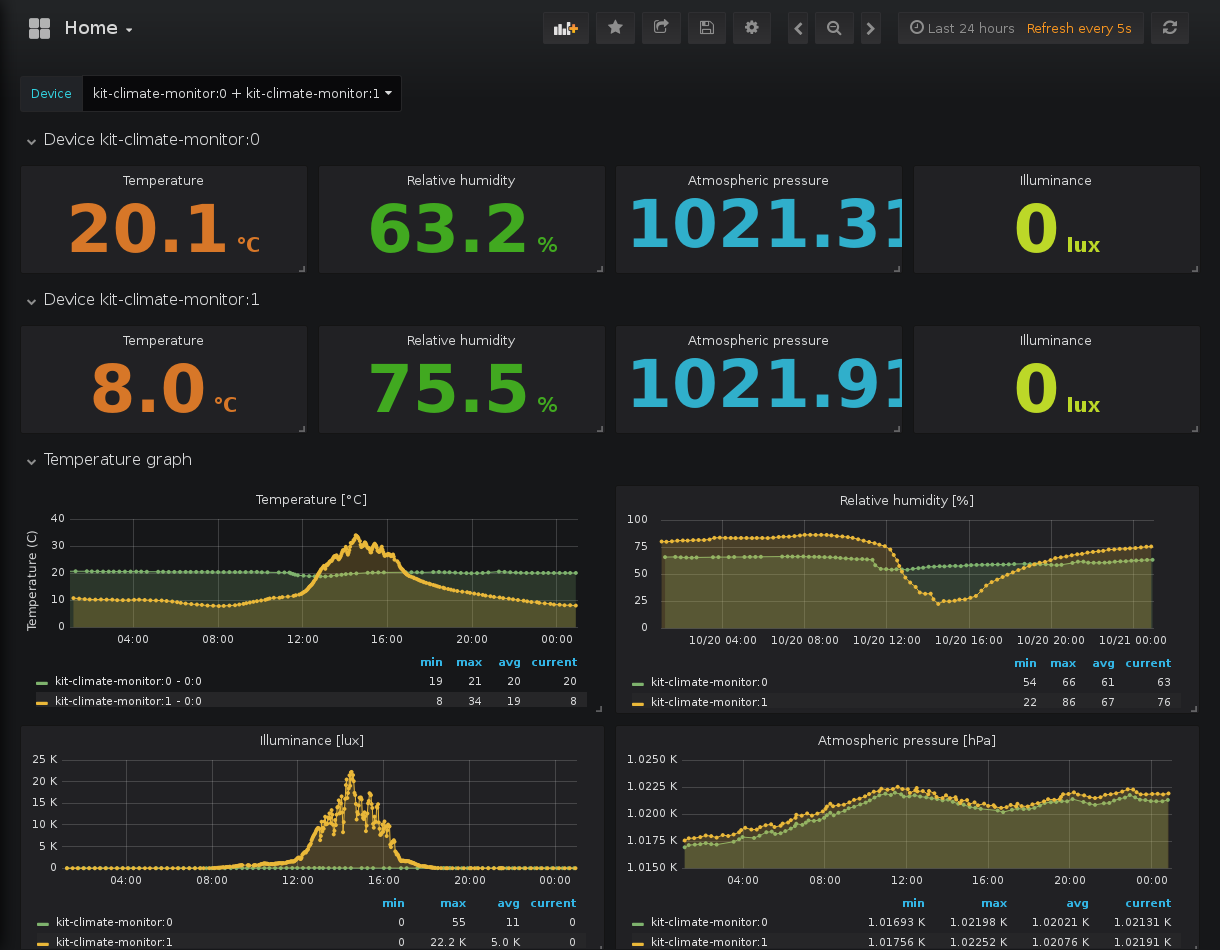 Home
Last 24 hours Refresh every 5s
Device kit-climate-monitor:0 + kit-climate-monitor:1
Device kit-climate-monitor:0
Temperature Relative humidity Atmospheric pressure Illuminance
20.1 °C 63.2 % 1021.31 0 lux
Device kit-climate-monitor:1
Temperature Relative humidity Atmospheric pressure Illuminance
8.0 °C 75.5 % 1021.91 0 lux
Temperature graph
Temperature [°C]
Temperature (C)
40
30
20
10
0
04:00 08:00 12:00 16:00 20:00 00:00
min max avg current
kit-climate-monitor:0 - 0:0 19 21 20 20
kit-climate-monitor:1 - 0:0 8 34 19 8
Relative humidity [%]
100
75
50
25
0
10/20 04:00 10/20 08:00 10/20 12:00 10/20 16:00 10/20 20:00 10/21 00:00
min max avg current
kit-climate-monitor:0 54 66 61 63
kit-climate-monitor:1 22 86 67 76
Illuminance [lux]
25 K
20 K
15 K
10 K
5 K
0
04:00 08:00 12:00 16:00 20:00 00:00
min max avg current
kit-climate-monitor:0 0 55 11 0
kit-climate-monitor:1 0 22.2 K 5.0 K 0
Atmospheric pressure [hPa]
1.0250 K
1.0225 K
1.0200 K
1.0175 K
1.0150 K
04:00 08:00 12:00 16:00 20:00 00:00
min max avg current
kit-climate-monitor:0 1.01693 K 1.02198 K 1.02021 K 1.02131 K
kit-climate-monitor:1 1.01756 K 1.02252 K 1.02076 K 1.02191 K